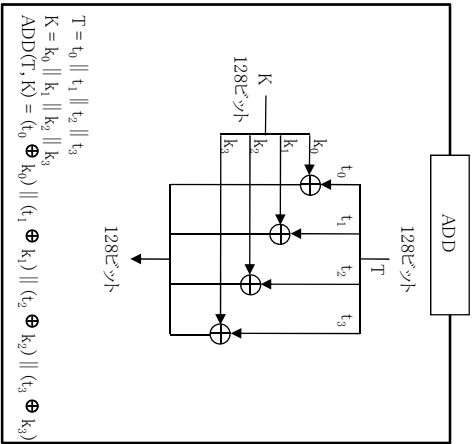 ADD
128ビット
T
t₀
t₁
t₂
t₃
K
128ビット
k₀
k₁
k₂
k₃
128ビット
T = t₀ || t₁ || t₂ || t₃
K = k₀ || k₁ || k₂ || k₃
ADD(T, K) = (t₀ ⊕ k₀) || (t₁ ⊕ k₁) || (t₂ ⊕ k₂) || (t₃ ⊕ k₃)